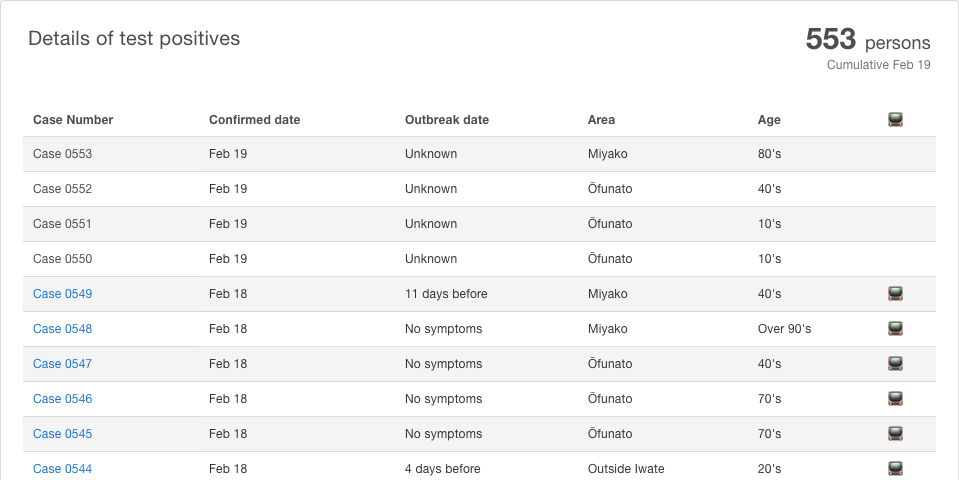 Details of test positives
553 persons
Cumulative Feb 19
Case Number Confirmed date Outbreak date Area Age
Case 0553 Feb 19 Unknown Miyako 80's
Case 0552 Feb 19 Unknown Ōfunato 40's
Case 0551 Feb 19 Unknown Ōfunato 10's
Case 0550 Feb 19 Unknown Ōfunato 10's
Case 0549 Feb 18 11 days before Miyako 40's
Case 0548 Feb 18 No symptoms Miyako Over 90's
Case 0547 Feb 18 No symptoms Ōfunato 40's
Case 0546 Feb 18 No symptoms Ōfunato 70's
Case 0545 Feb 18 No symptoms Ōfunato 70's
Case 0544 Feb 18 4 days before Outside Iwate 20's